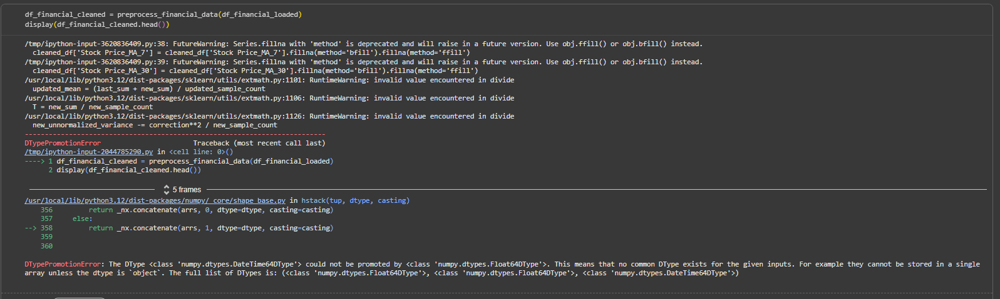 df_financial_cleaned = preprocess_financial_data(df_financial_loaded)
display(df_financial_cleaned.head())
/tmp/ipython-input-3620836409.py:38: FutureWarning: Series.fillna with 'method' is deprecated and will raise in a future version. Use obj.ffill() or obj.bfill() instead.
  cleaned_df['Stock Price_MA_7'] = cleaned_df['Stock Price_MA_7'].fillna(method='bfill').fillna(method='ffill')
/tmp/ipython-input-3620836409.py:39: FutureWarning: Series.fillna with 'method' is deprecated and will raise in a future version. Use obj.ffill() or obj.bfill() instead.
  cleaned_df['Stock Price_MA_30'] = cleaned_df['Stock Price_MA_30'].fillna(method='bfill').fillna(method='ffill')
/usr/local/lib/python3.12/dist-packages/sklearn/utils/extmath.py:1101: RuntimeWarning: invalid value encountered in divide
  updated_mean = (last_sum + new_sum) / updated_sample_count
/usr/local/lib/python3.12/dist-packages/sklearn/utils/extmath.py:1106: RuntimeWarning: invalid value encountered in divide
  T = new_sum / new_sample_count
/usr/local/lib/python3.12/dist-packages/sklearn/utils/extmath.py:1126: RuntimeWarning: invalid value encountered in divide
  new_unnormalized_variance -= correction**2 / new_sample_count
---------------------------------------------------------------------------
DTypePromotionError                       Traceback (most recent call last)
/tmp/ipython-input-2044785290.py in <cell line: 0>()
----> 1 df_financial_cleaned = preprocess_financial_data(df_financial_loaded)
      2 display(df_financial_cleaned.head())
5 frames
/usr/local/lib/python3.12/dist-packages/numpy/_core/shape_base.py in hstack(tup, dtype, casting)
    356         return _nx.concatenate(arrs, 0, dtype=dtype, casting=casting)
    357     else:
--> 358         return _nx.concatenate(arrs, 1, dtype=dtype, casting=casting)
    359
    360
DTypePromotionError: The DType <class 'numpy.dtypes.DateTime64DType'> could not be promoted by <class 'numpy.dtypes.Float64DType'>. This means that no common DType exists for the given inputs. For example they cannot be stored in a single
array unless the dtype is `object`. The full list of DTypes is: (<class 'numpy.dtypes.Float64DType'>, <class 'numpy.dtypes.Float64DType'>, <class 'numpy.dtypes.DateTime64DType'>)